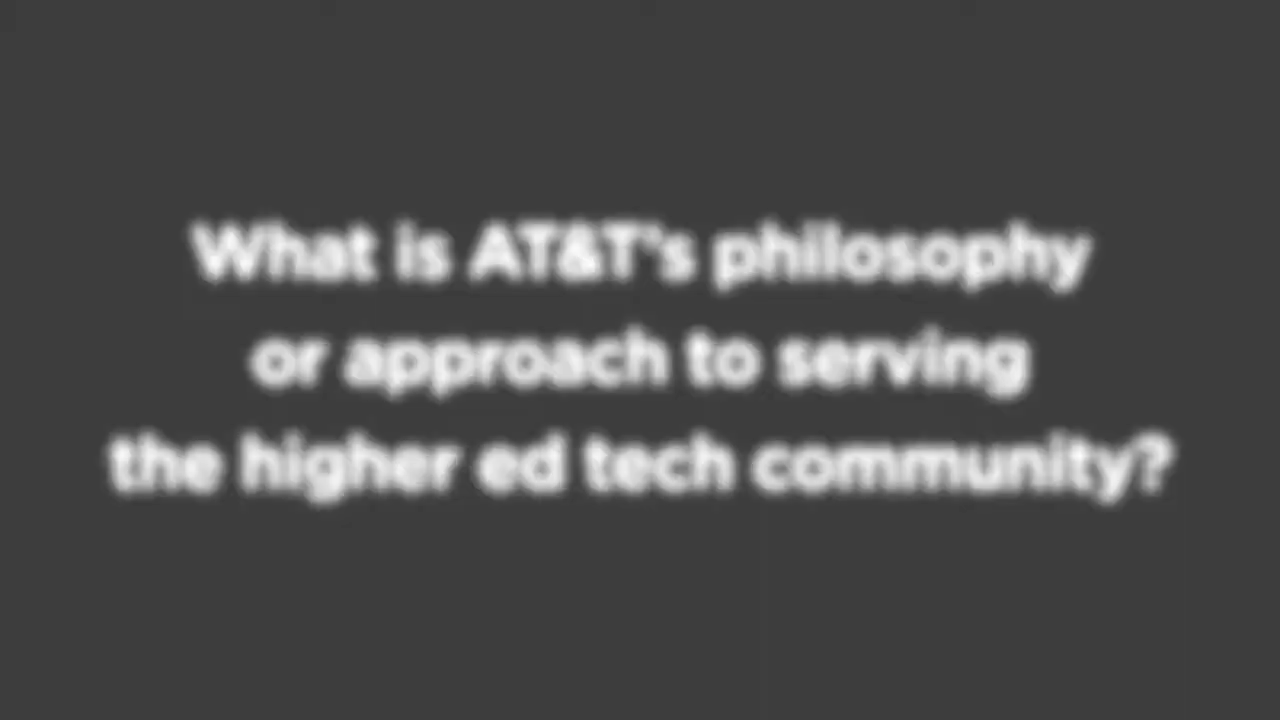 What is AT&T's philosophy
or approach to serving
the higher ed tech community?